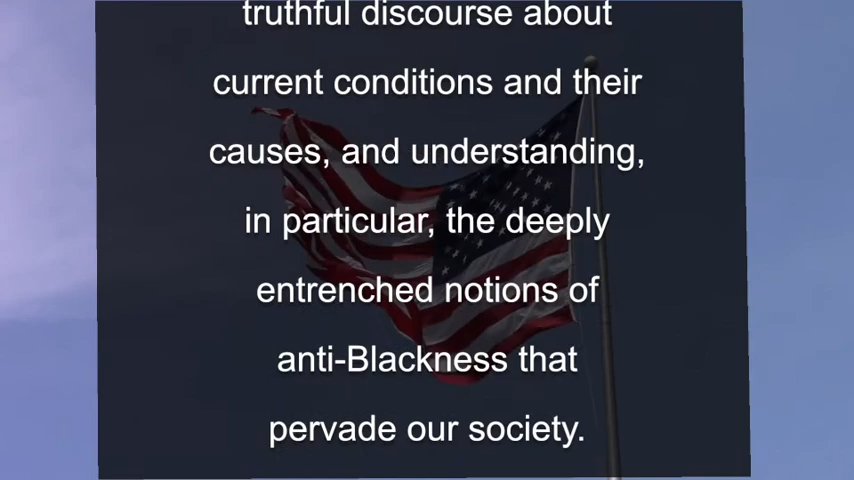 truthful discourse about
current conditions and their
causes, and understanding,
in particular, the deeply
entrenched notions of
anti-Blackness that
pervade our society.